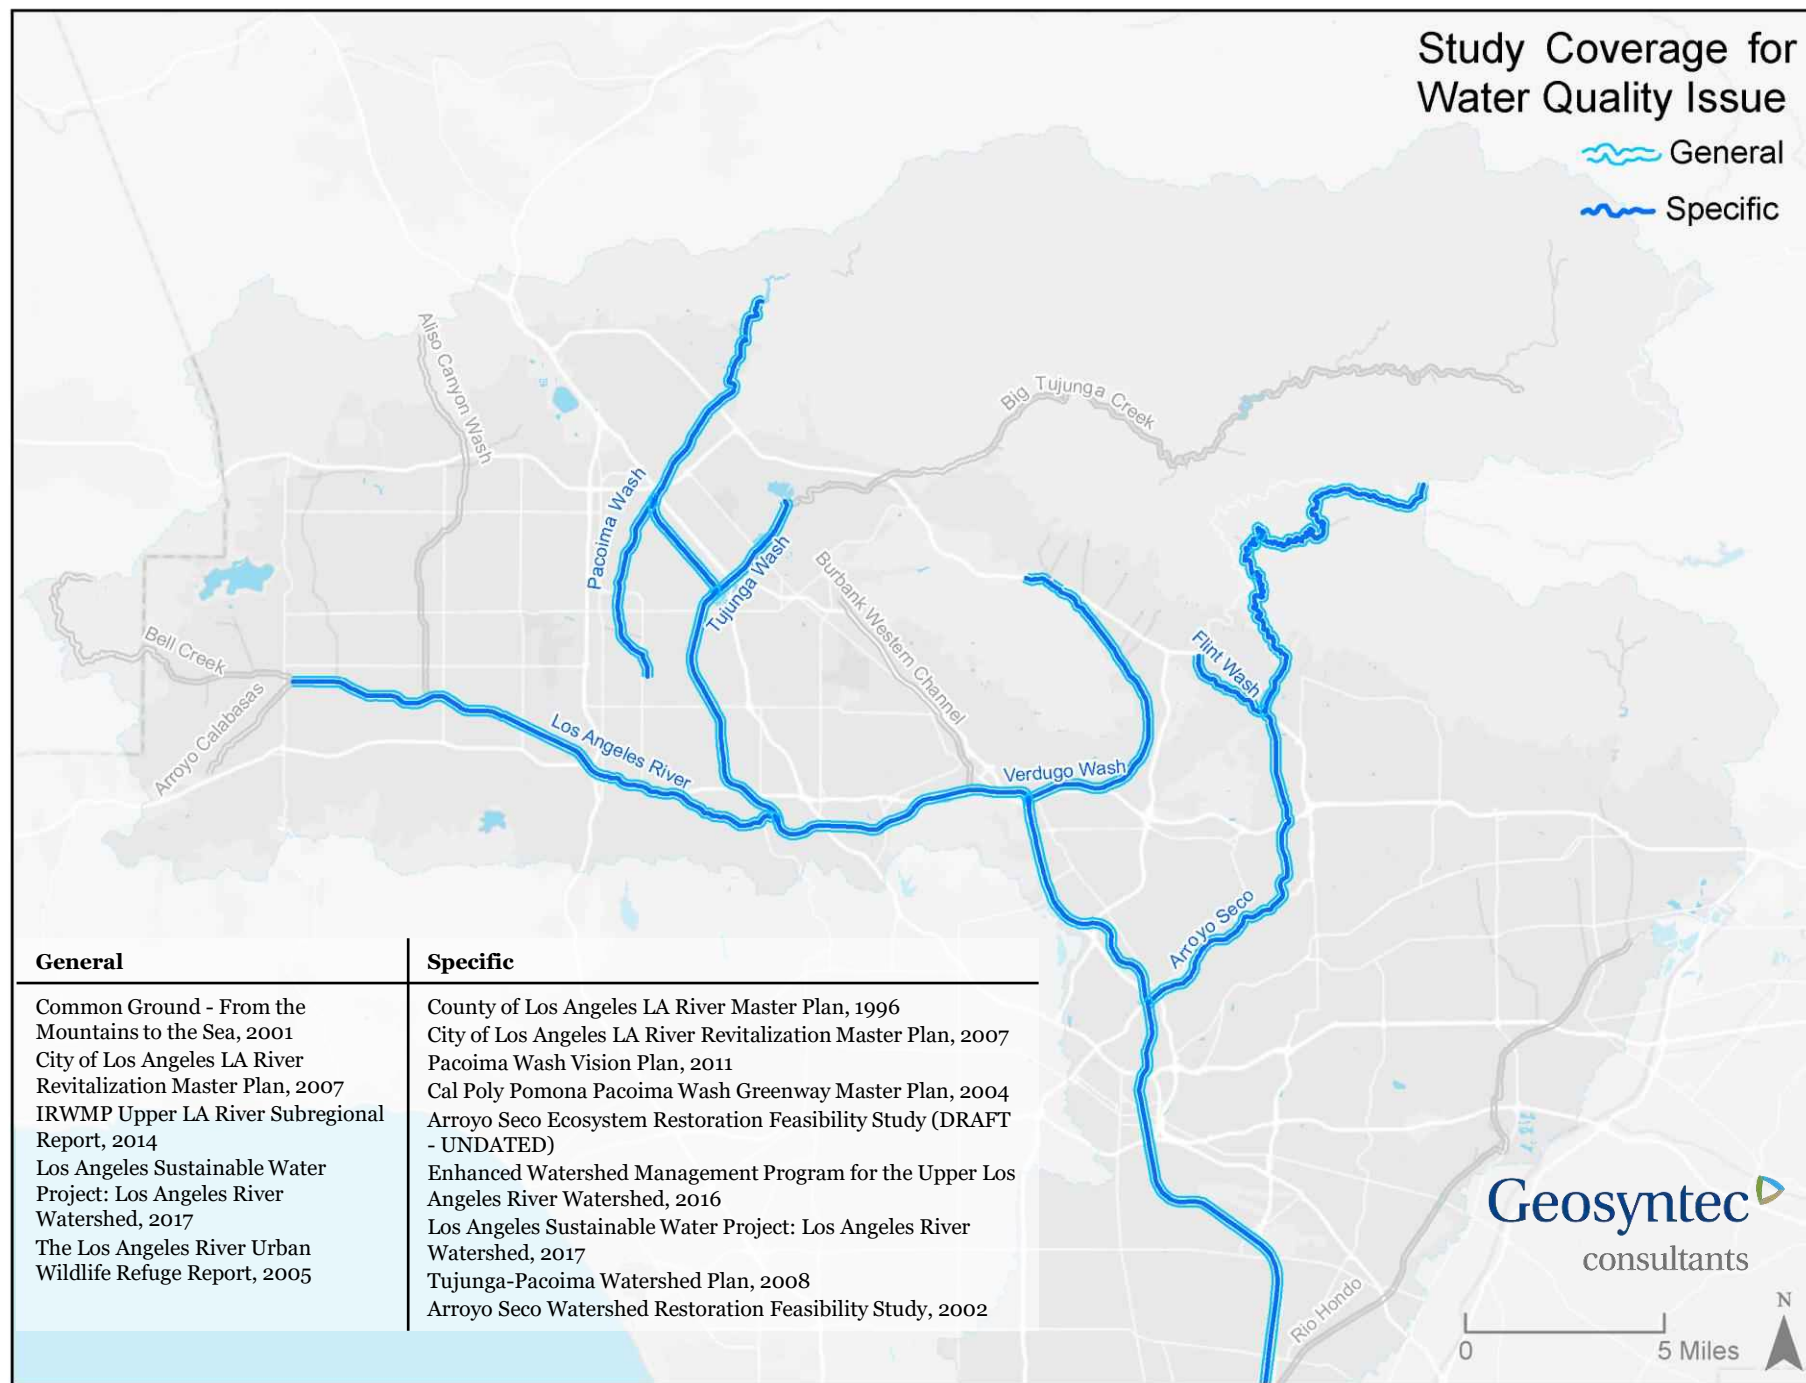 Study Coverage for
Water Quality Issue
General
Specific
Aliso Canyon Wash
Big Tujunga Creek
Pacoima Wash
Tujunga Wash
Burbank Western Channel
Bell Creek
Arroyo Calabasas
Los Angeles River
Verdugo Wash
Flint Wash
Arroyo Seco
Rio Hondo
General
Common Ground - From the
Mountains to the Sea, 2001
City of Los Angeles LA River
Revitalization Master Plan, 2007
IRWMP Upper LA River Subregional
Report, 2014
Los Angeles Sustainable Water
Project: Los Angeles River
Watershed, 2017
The Los Angeles River Urban
Wildlife Refuge Report, 2005
Specific
County of Los Angeles LA River Master Plan, 1996
City of Los Angeles LA River Revitalization Master Plan, 2007
Pacoima Wash Vision Plan, 2011
Cal Poly Pomona Pacoima Wash Greenway Master Plan, 2004
Arroyo Seco Ecosystem Restoration Feasibility Study (DRAFT
- UNDATED)
Enhanced Watershed Management Program for the Upper Los
Angeles River Watershed, 2016
Los Angeles Sustainable Water Project: Los Angeles River
Watershed, 2017
Tujunga-Pacoima Watershed Plan, 2008
Arroyo Seco Watershed Restoration Feasibility Study, 2002
Geosyntec
consultants
N
0 5 Miles